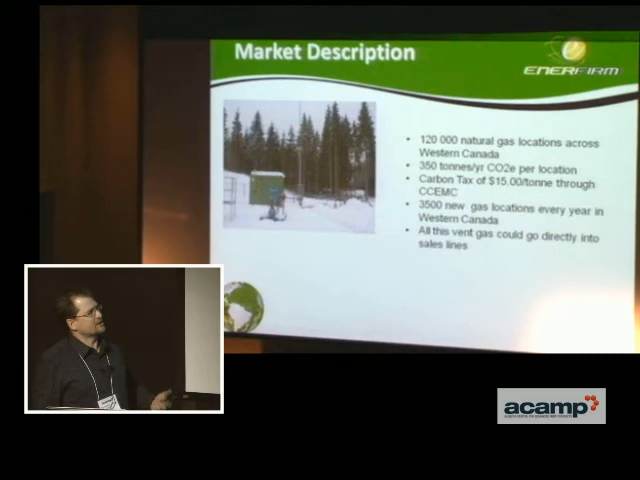 Market Description
ENERFIRM
• 120 000 natural gas locations across
Western Canada
• 350 tonnes/yr CO2e per location
• Carbon Tax of $15.00/tonne through
CCEMC
• 3500 new gas locations every year in
Western Canada
• All this vent gas could go directly into
sales lines
acamp